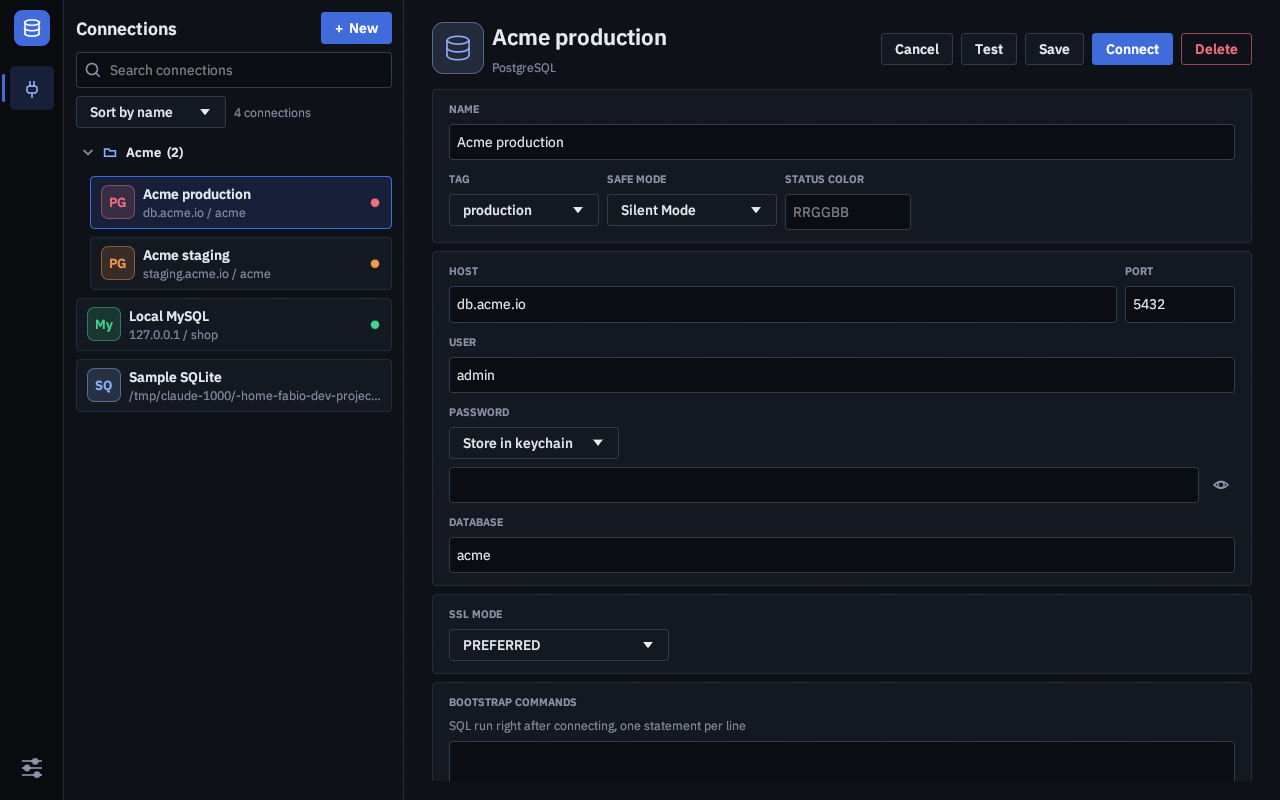 Connections
+ New
Search connections
Sort by name
4 connections
Acme (2)
PG
Acme production
db.acme.io / acme
PG
Acme staging
staging.acme.io / acme
My
Local MySQL
127.0.0.1 / shop
SQ
Sample SQLite
/tmp/claude-1000/-home-fabio-dev-projec...
Acme production
PostgreSQL
Cancel
Test
Save
Connect
Delete
NAME
Acme production
TAG
SAFE MODE
STATUS COLOR
production
Silent Mode
RRGGBB
HOST
PORT
db.acme.io
5432
USER
admin
PASSWORD
Store in keychain
DATABASE
acme
SSL MODE
PREFERRED
BOOTSTRAP COMMANDS
SQL run right after connecting, one statement per line